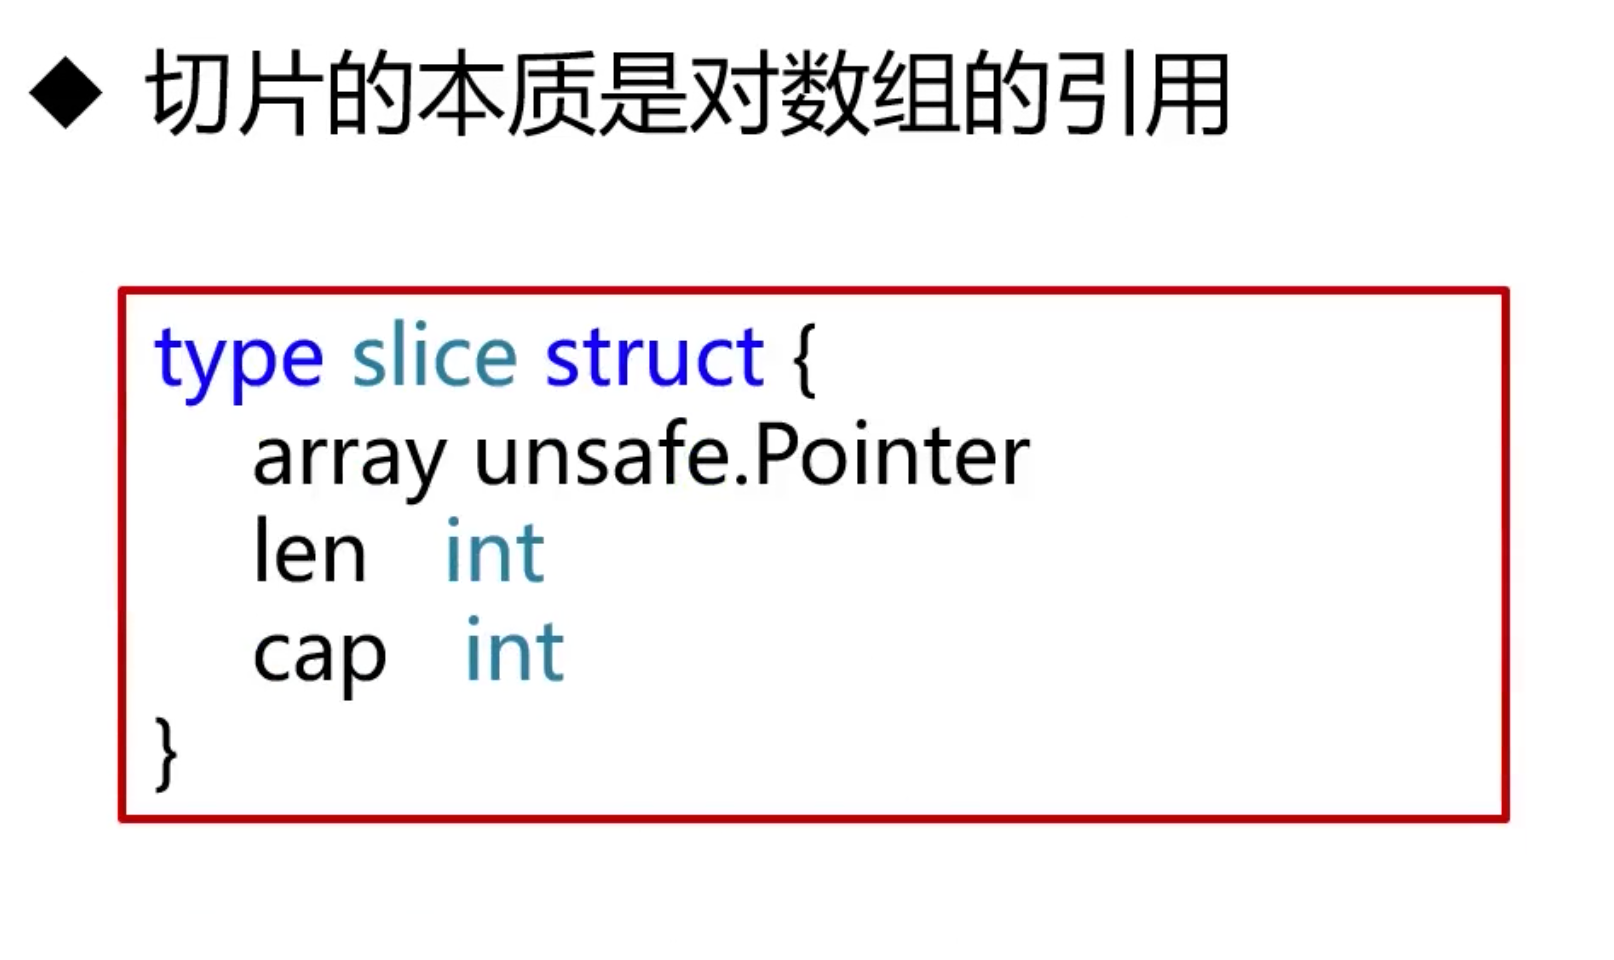 ◆ 切片的本质是对数组的引用
type slice struct {
array unsafe.Pointer
len int
cap int
}